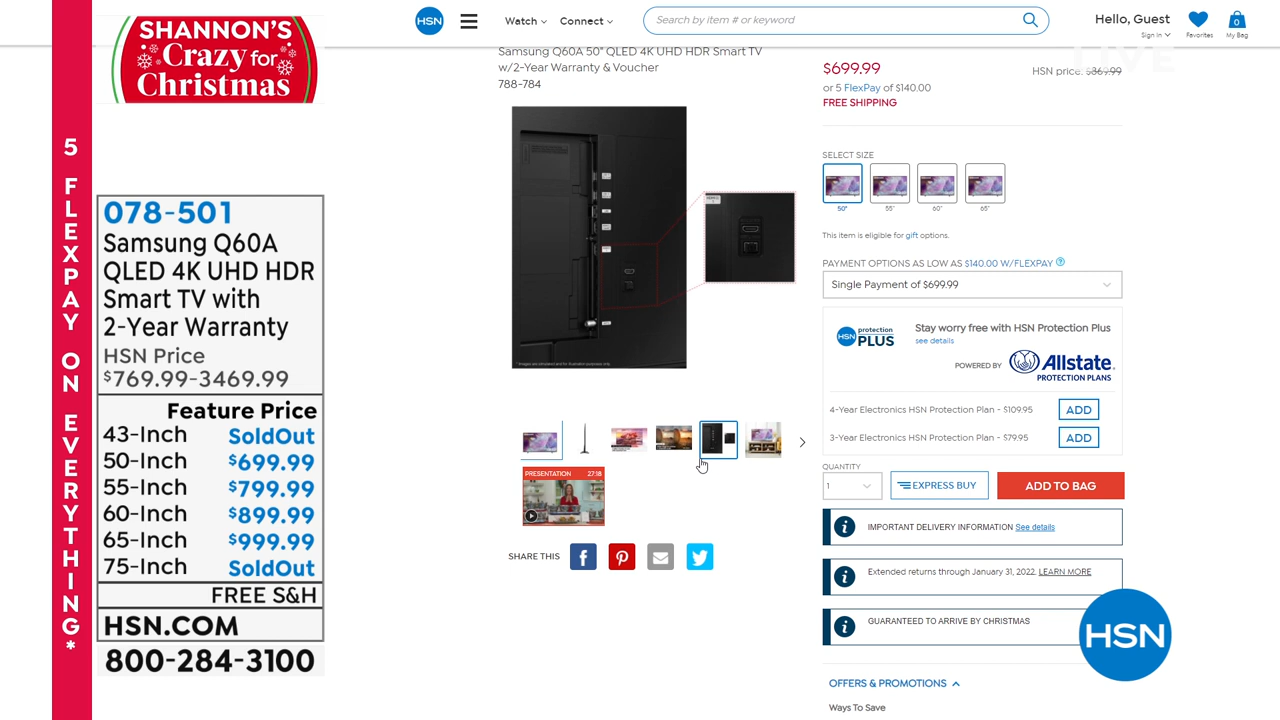 SHANNON'S
Crazy for
Christmas
5 FLEXPAY ON EVERYTHING*
078-501
Samsung Q60A
QLED 4K UHD HDR
Smart TV with
2-Year Warranty
HSN Price
$769.99-3469.99
Feature Price
43-Inch SoldOut
50-Inch $699.99
55-Inch $799.99
60-Inch $899.99
65-Inch $999.99
75-Inch SoldOut
FREE S&H
HSN.COM
800-284-3100
HSN
Watch
Connect
Search by item # or keyword
Hello, Guest
Sign In
Favorites
0
My Bag
LIVE
Samsung Q60A 50" QLED 4K UHD HDR Smart TV
w/2-Year Warranty & Voucher
788-784
PRESENTATION 27:18
SHARE THIS
$699.99
HSN price: $869.99
or 5 FlexPay of $140.00
FREE SHIPPING
SELECT SIZE
50" 55" 60" 65"
This item is eligible for gift options.
PAYMENT OPTIONS AS LOW AS $140.00 W/FLEXPAY
Single Payment of $699.99
HSN protection PLUS
Stay worry free with HSN Protection Plus
see details
POWERED BY Allstate.
PROTECTION PLANS
4-Year Electronics HSN Protection Plan - $109.95 ADD
3-Year Electronics HSN Protection Plan - $79.95 ADD
QUANTITY
1
EXPRESS BUY
ADD TO BAG
IMPORTANT DELIVERY INFORMATION See details
Extended returns through January 31, 2022. LEARN MORE
GUARANTEED TO ARRIVE BY CHRISTMAS
HSN
OFFERS & PROMOTIONS
Ways To Save